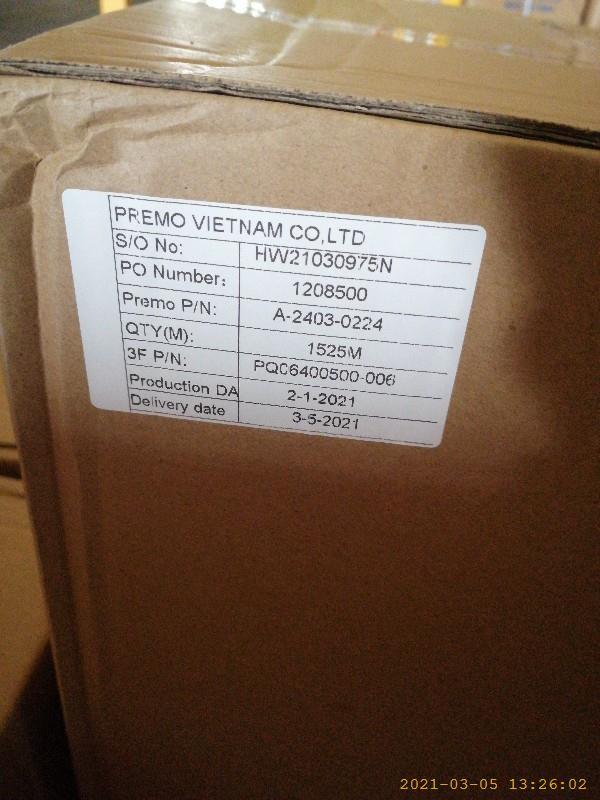 PREMO VIETNAM CO,LTD
S/O No: HW21030975N
PO Number: 1208500
Premo P/N: A-2403-0224
QTY(M): 1525M
3F P/N: PQ06400500-006
Production DA 2-1-2021
Delivery date 3-5-2021
2021-03-05 13:26:02